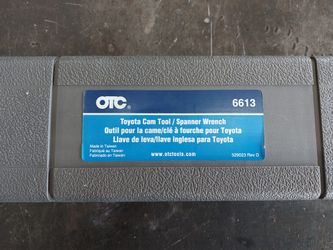 OTC® 6613
Toyota Cam Tool / Spanner Wrench
Outil pour la came/clé à fourche pour Toyota
Llave de leva/llave inglesa para Toyota
Made in Taiwan
Fabriqué au Taiwan
Fabricado en Taiwan
www.otctools.com
529023 Rev D